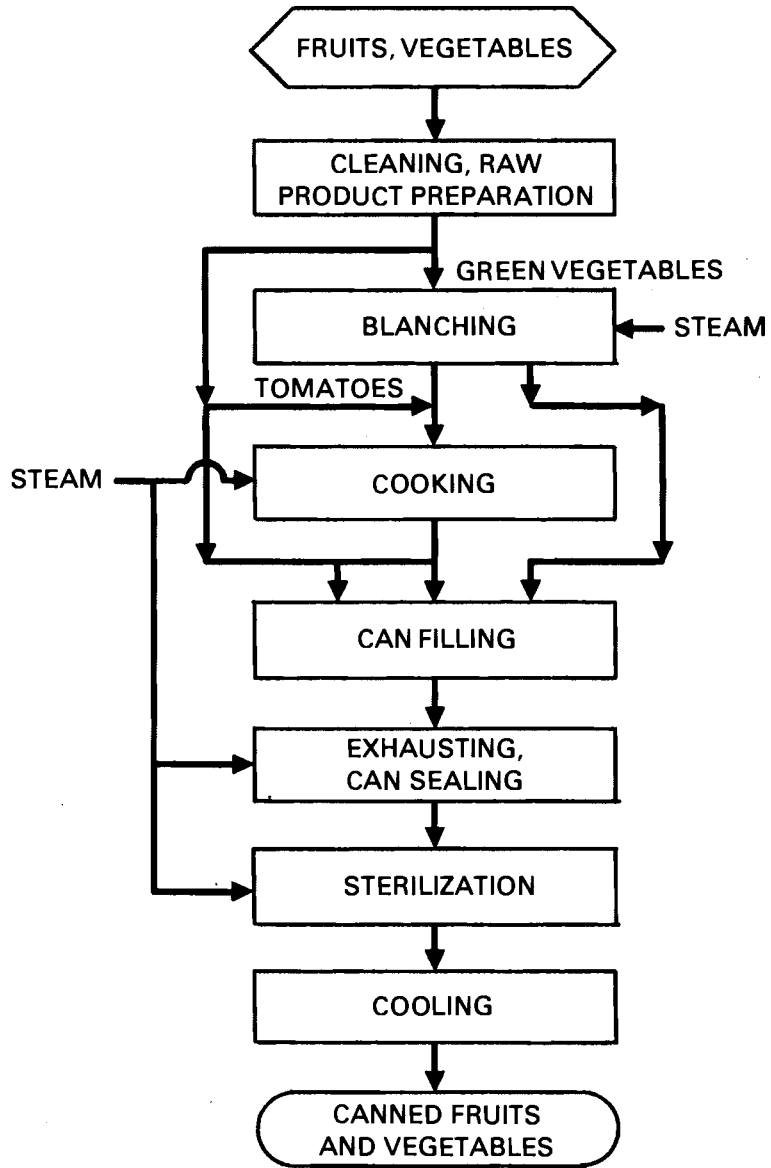 FRUITS, VEGETABLES
CLEANING, RAW
PRODUCT PREPARATION
GREEN VEGETABLES
BLANCHING
STEAM
TOMATOES
STEAM
COOKING
CAN FILLING
EXHAUSTING,
CAN SEALING
STERILIZATION
COOLING
CANNED FRUITS
AND VEGETABLES